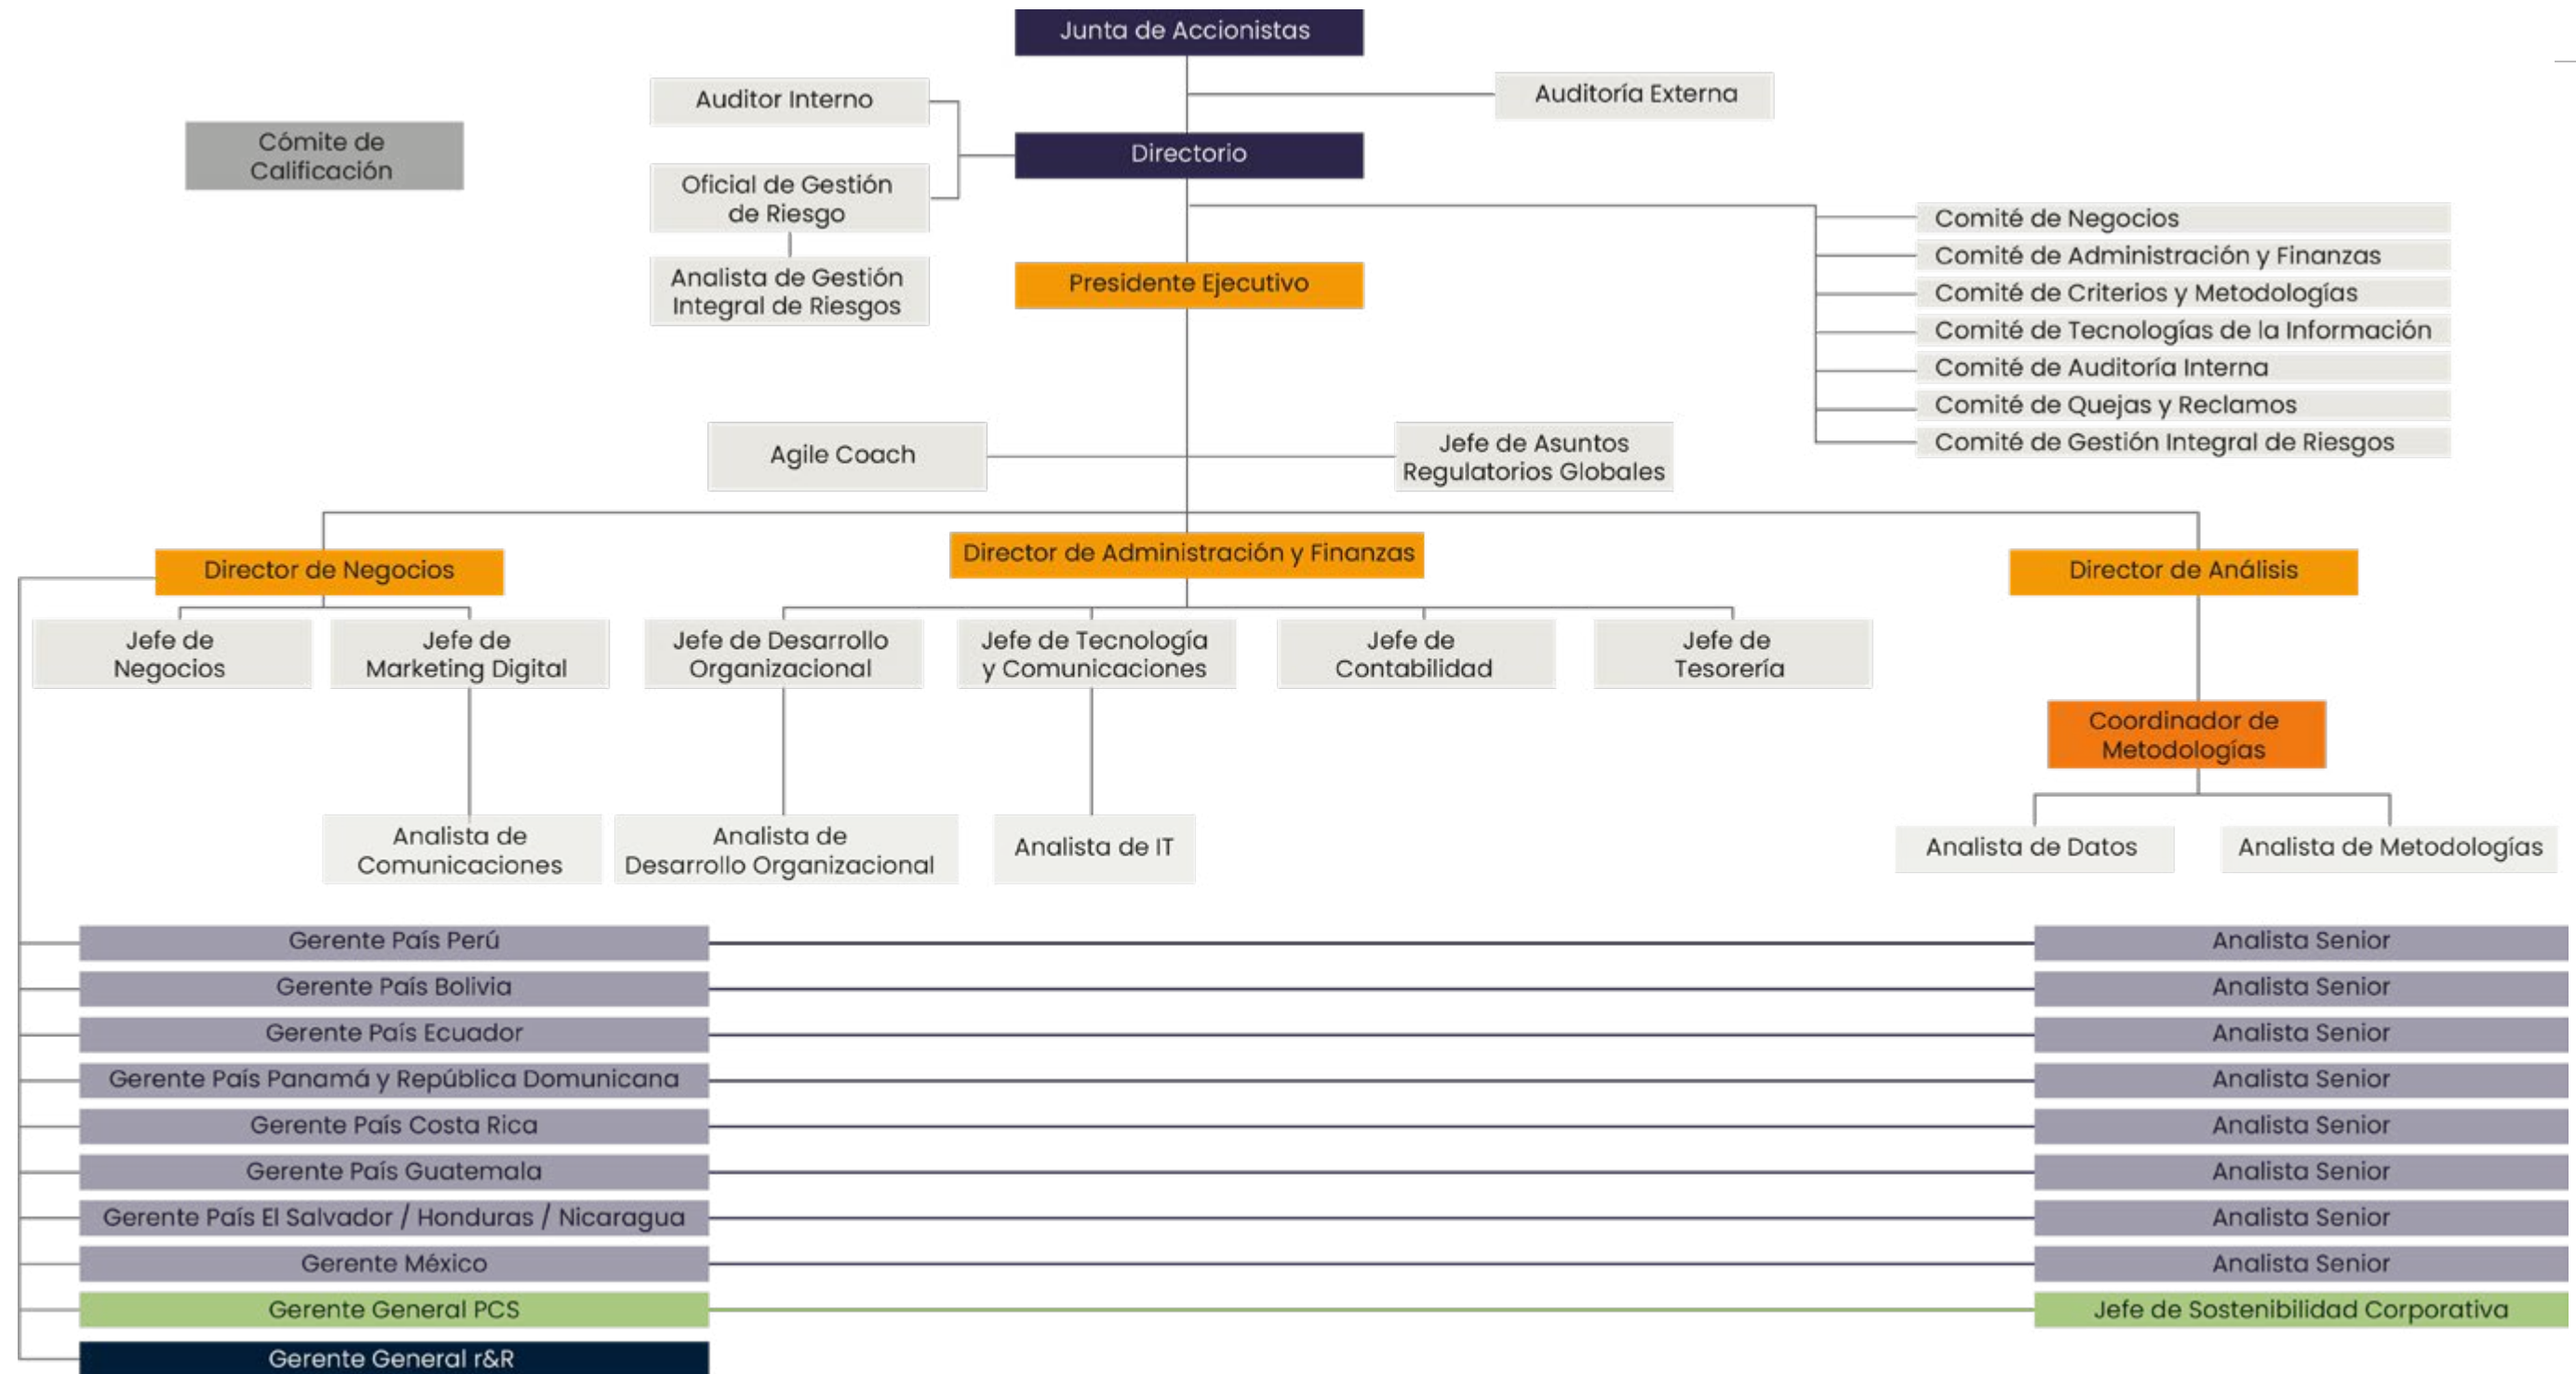 Junta de Accionistas
Auditor Interno
Auditoría Externa
Cómite de
Calificación
Directorio
Oficial de Gestión
de Riesgo
Analista de Gestión
Integral de Riesgos
Presidente Ejecutivo
Comité de Negocios
Comité de Administración y Finanzas
Comité de Criterios y Metodologías
Comité de Tecnologías de la Información
Comité de Auditoría Interna
Comité de Quejas y Reclamos
Comité de Gestión Integral de Riesgos
Agile Coach
Jefe de Asuntos
Regulatorios Globales
Director de Negocios
Director de Administración y Finanzas
Director de Análisis
Jefe de
Negocios
Jefe de
Marketing Digital
Jefe de Desarrollo
Organizacional
Jefe de Tecnología
y Comunicaciones
Jefe de
Contabilidad
Jefe de
Tesorería
Coordinador de
Metodologías
Analista de
Comunicaciones
Analista de
Desarrollo Organizacional
Analista de IT
Analista de Datos
Analista de Metodologías
Gerente País Perú
Analista Senior
Gerente País Bolivia
Analista Senior
Gerente País Ecuador
Analista Senior
Gerente País Panamá y República Domunicana
Analista Senior
Gerente País Costa Rica
Analista Senior
Gerente País Guatemala
Analista Senior
Gerente País El Salvador / Honduras / Nicaragua
Analista Senior
Gerente México
Analista Senior
Gerente General PCS
Jefe de Sostenibilidad Corporativa
Gerente General r&R